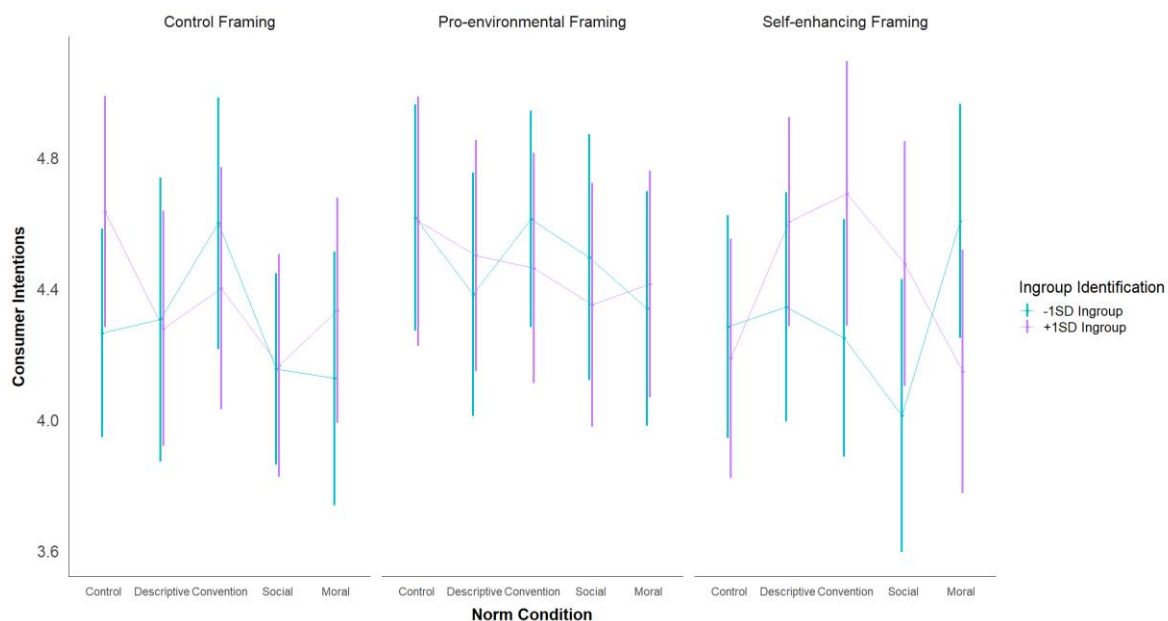 Control Framing
Pro-environmental Framing
Self-enhancing Framing
Consumer Intentions
4.8
4.4
4.0
3.6
Control Descriptive Convention Social Moral
Control Descriptive Convention Social Moral
Control Descriptive Convention Social Moral
Norm Condition
Ingroup Identification
-1SD Ingroup
+1SD Ingroup